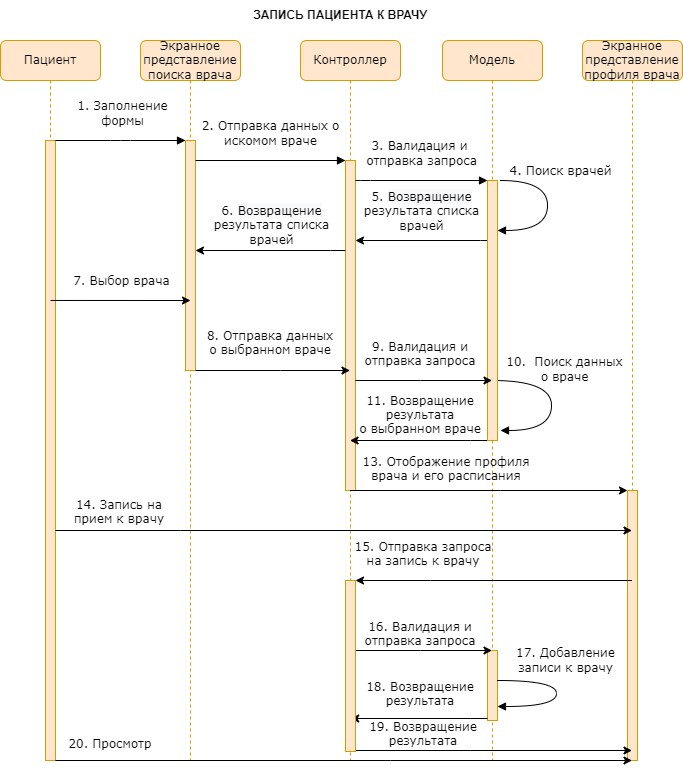 ЗАПИСЬ ПАЦИЕНТА К ВРАЧУ
Пациент
Экранное
представление
поиска врача
Контроллер
Модель
Экранное
представление
профиля врача
1. Заполнение
формы
2. Отправка данных о
искомом враче
3. Валидация и
отправка запроса
4. Поиск врачей
5. Возвращение
результата списка
врачей
6. Возвращение
результата списка
врачей
7. Выбор врача
8. Отправка данных
о выбранном враче
9. Валидация и
отправка запроса
10. Поиск данных
о враче
11. Возвращение
результата
о выбранном враче
13. Отображение профиля
врача и его расписания
14. Запись на
прием к врачу
15. Отправка запроса
на запись к врачу
16. Валидация и
отправка запроса
17. Добавление
записи к врачу
18. Возвращение
результата
19. Возвращение
результата
20. Просмотр